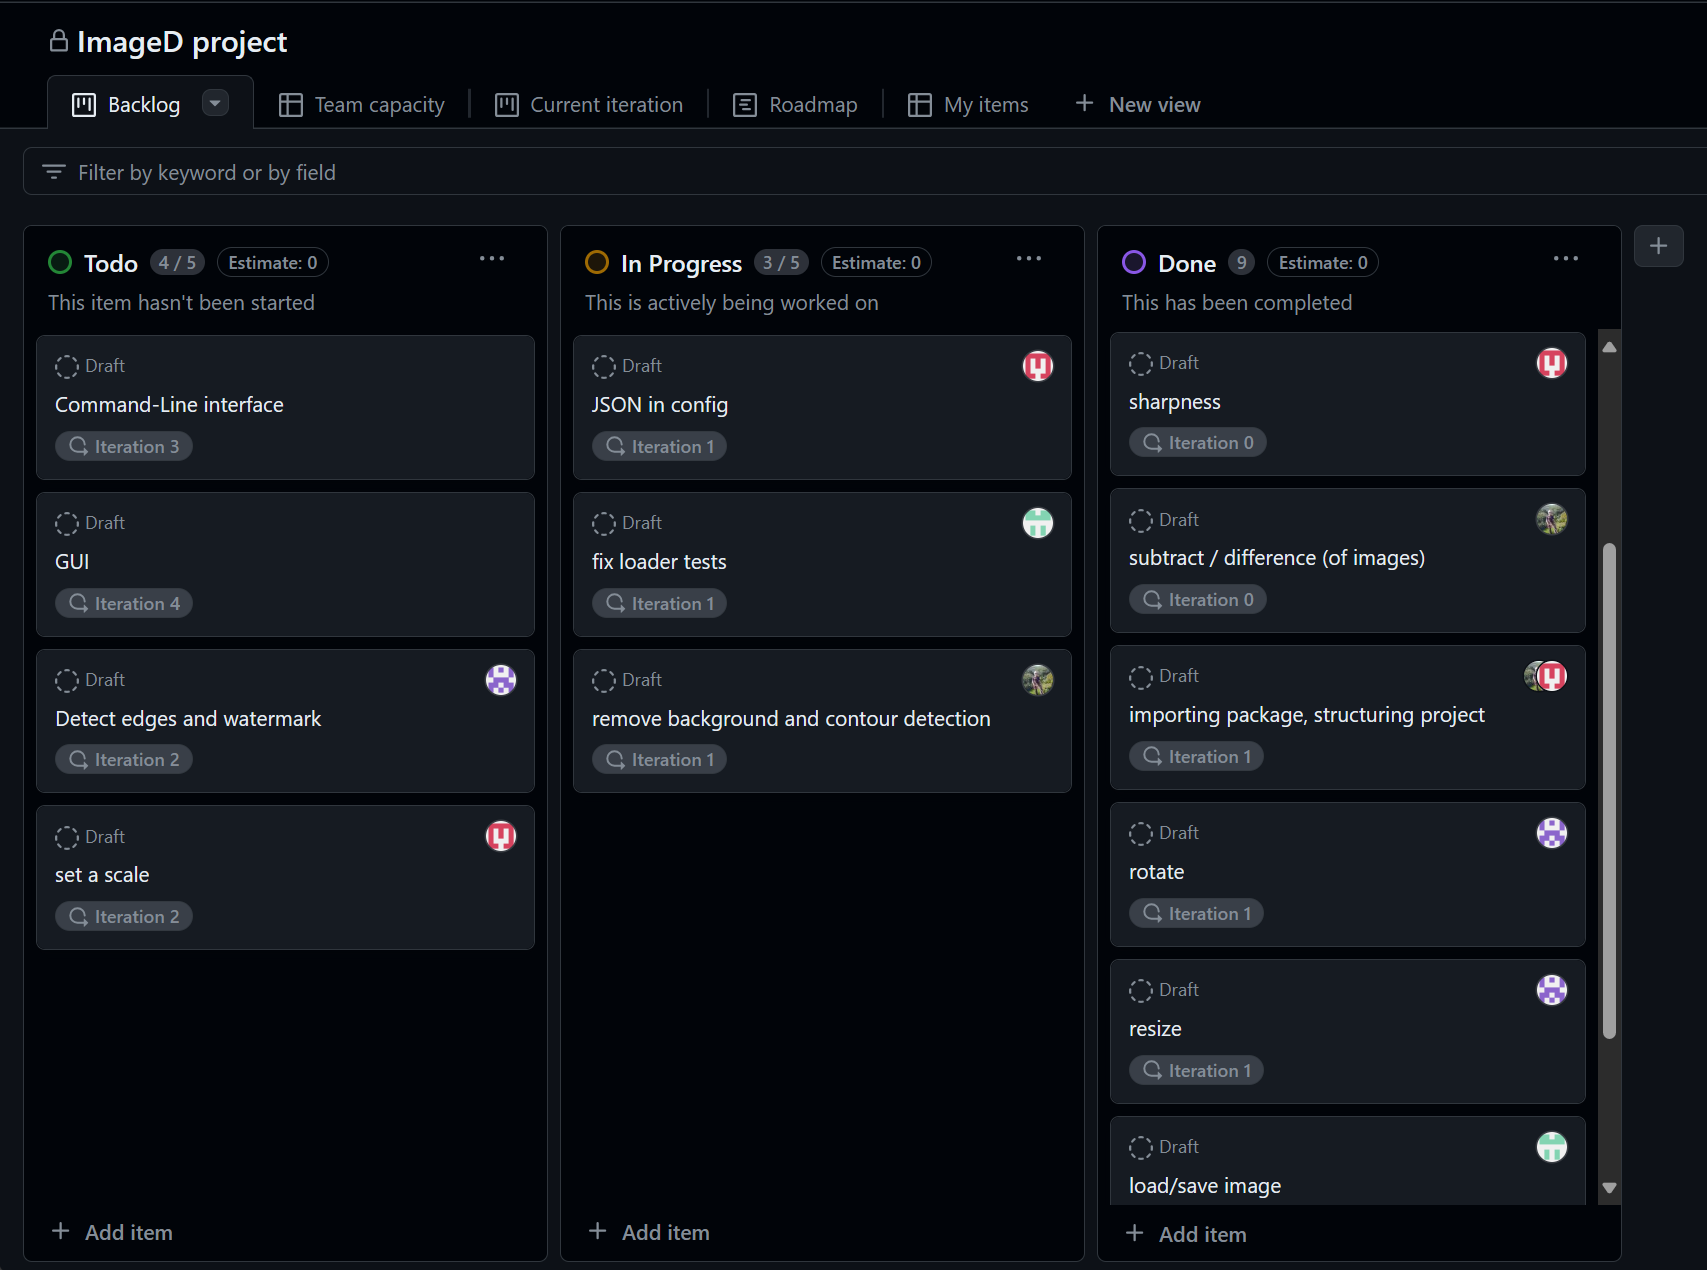 ImageD project
Backlog
Team capacity
Current iteration
Roadmap
My items
New view
Filter by keyword or by field
Todo 4 / 5 Estimate: 0
This item hasn't been started
Draft
Command-Line interface
Iteration 3
Draft
GUI
Iteration 4
Draft
Detect edges and watermark
Iteration 2
Draft
set a scale
Iteration 2
Add item
In Progress 3 / 5 Estimate: 0
This is actively being worked on
Draft
JSON in config
Iteration 1
Draft
fix loader tests
Iteration 1
Draft
remove background and contour detection
Iteration 1
Add item
Done 9 Estimate: 0
This has been completed
Draft
sharpness
Iteration 0
Draft
subtract / difference (of images)
Iteration 0
Draft
importing package, structuring project
Iteration 1
Draft
rotate
Iteration 1
Draft
resize
Iteration 1
Draft
load/save image
Add item